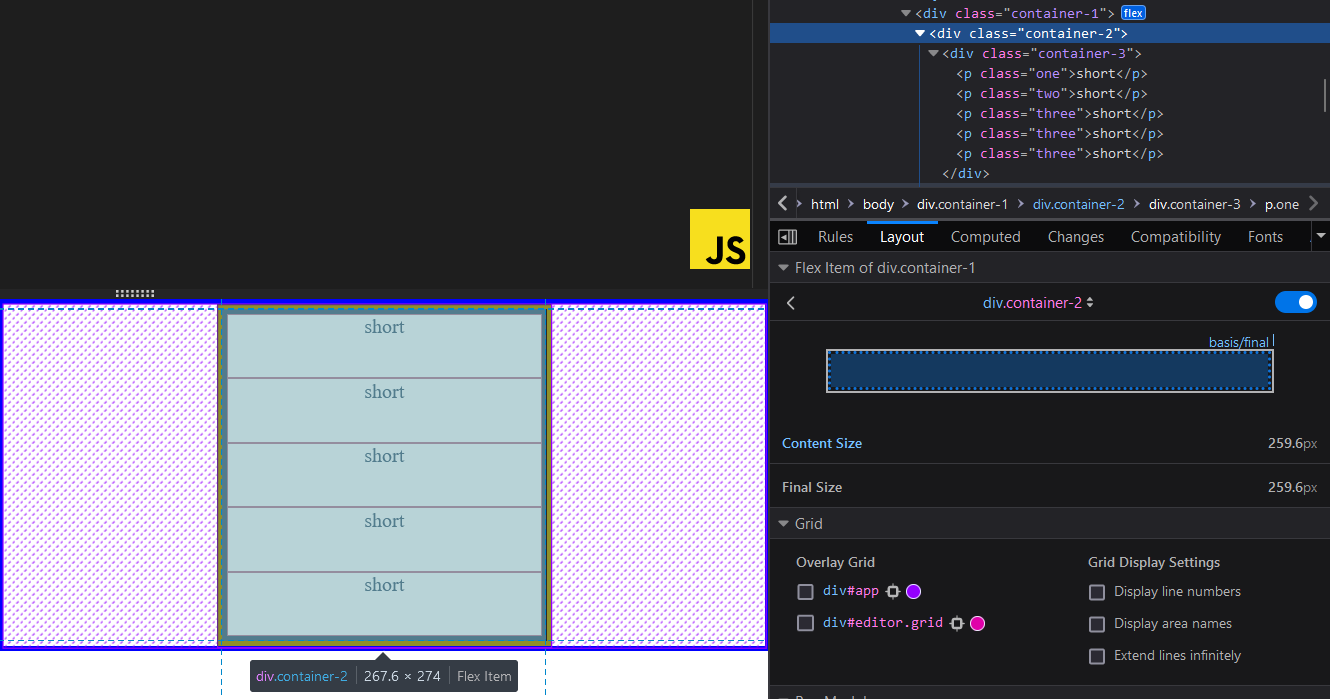 <div class="container-1"> flex
<div class="container-2">
<div class="container-3">
<p class="one">short</p>
<p class="two">short</p>
<p class="three">short</p>
<p class="three">short</p>
<p class="three">short</p>
</div>
html body div.container-1 div.container-2 div.container-3 p.one
Rules Layout Computed Changes Compatibility Fonts
JS
Flex Item of div.container-1
div.container-2
basis/final
short
short
short
short
short
Content Size 259.6px
Final Size 259.6px
Grid
Overlay Grid Grid Display Settings
div#app Display line numbers
div#editor.grid Display area names
Extend lines infinitely
div.container-2 267.6 × 274 Flex Item